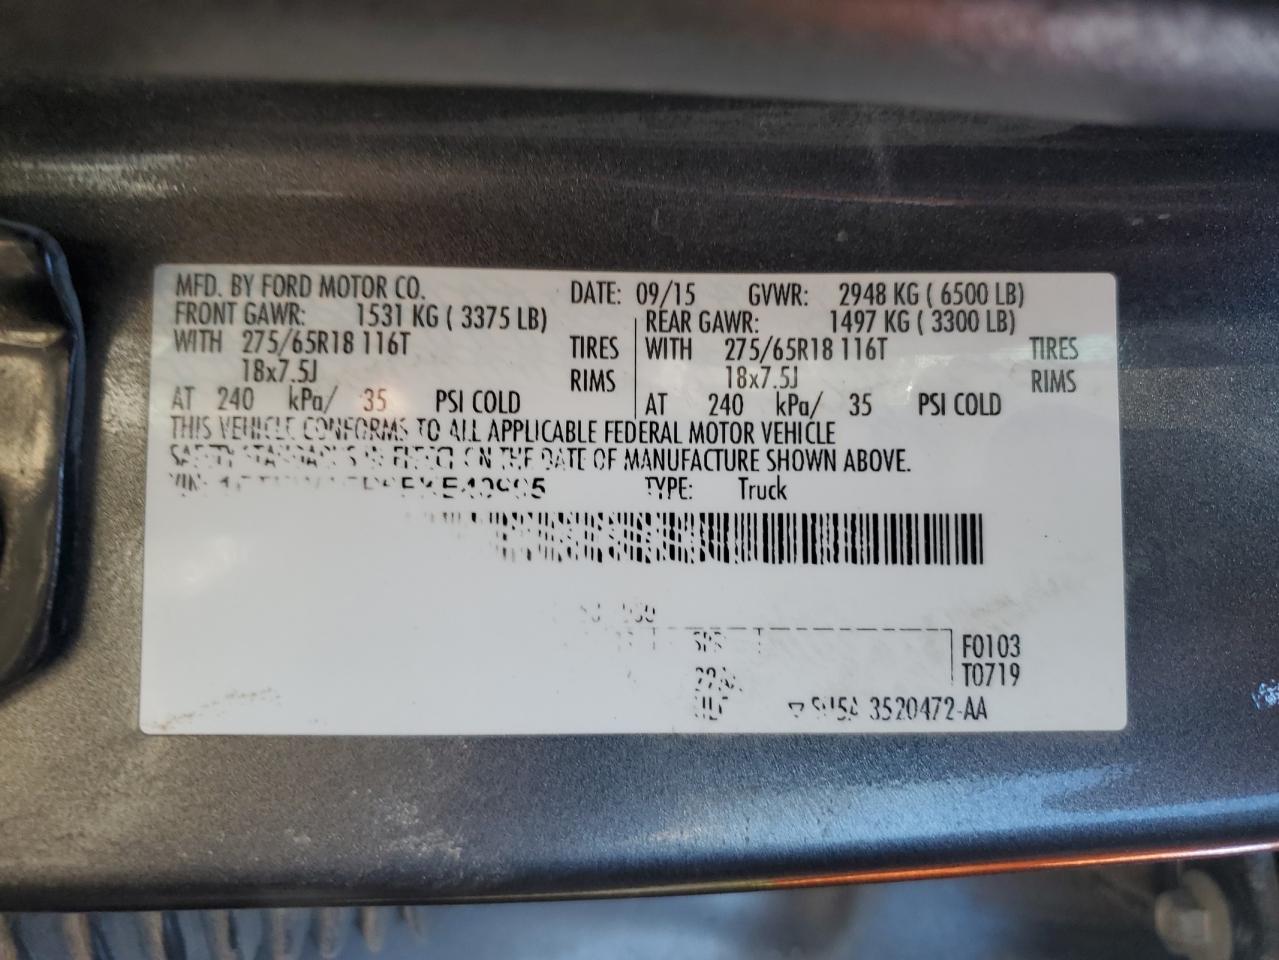 MFD. BY FORD MOTOR CO. DATE: 09/15 GVWR: 2948 KG ( 6500 LB)
FRONT GAWR: 1531 KG ( 3375 LB) REAR GAWR: 1497 KG ( 3300 LB)
WITH 275/65R18 116T TIRES WITH 275/65R18 116T TIRES
18x7.5J RIMS 18x7.5J RIMS
AT 240 kPa/ 35 PSI COLD AT 240 kPa/ 35 PSI COLD
THIS VEHICLE CONFORMS TO ALL APPLICABLE FEDERAL MOTOR VEHICLE
SAFETY STANDARDS IN EFFECT ON THE DATE OF MANUFACTURE SHOWN ABOVE.
VIN: TYPE: Truck
F0103
T0719
3520472-AA